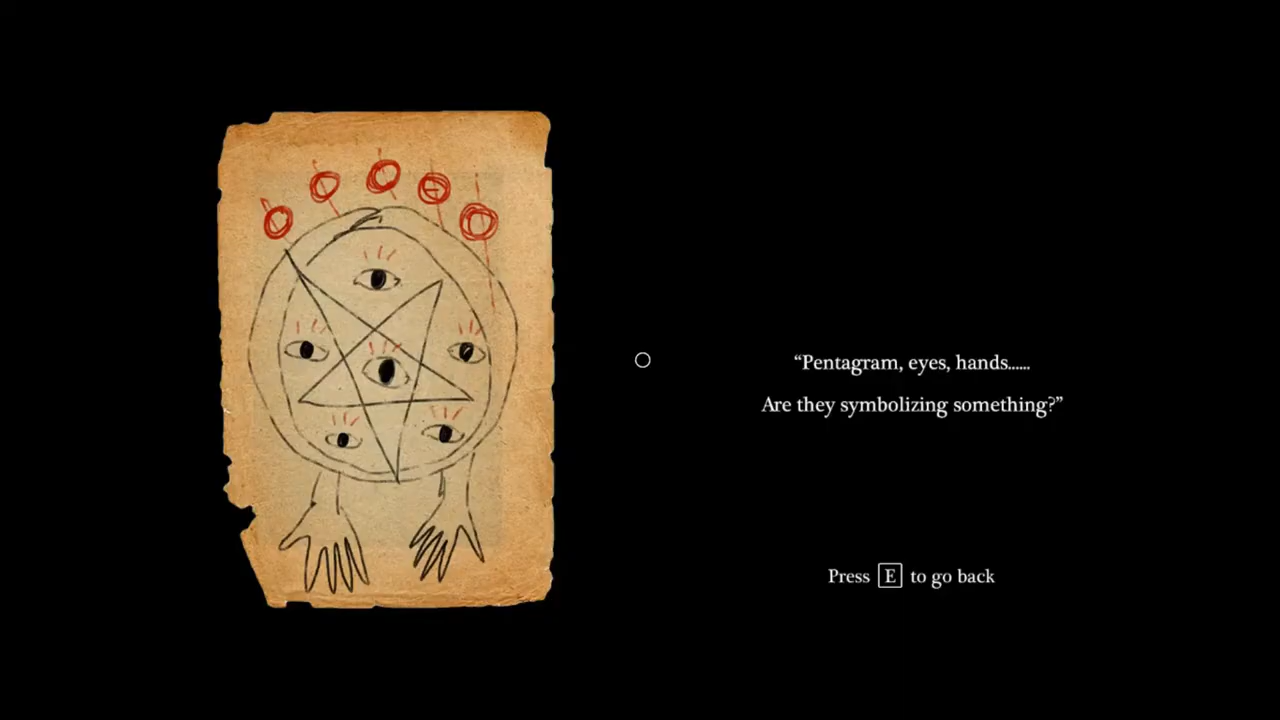 “Pentagram, eyes, hands......
Are they symbolizing something?”
Press E to go back